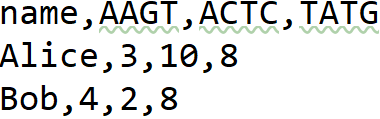 name,AAGT,ACTC,TATG
Alice,3,10,8
Bob,4,2,8